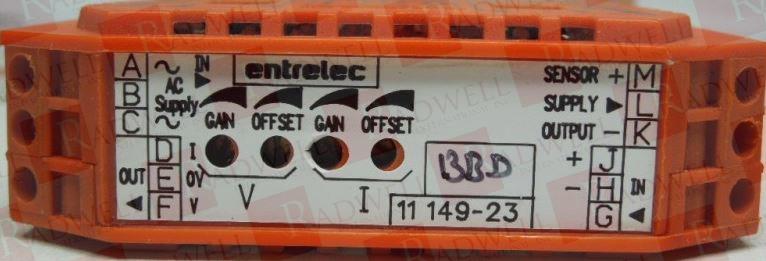 A ~ IN entrelec SENSOR + M
B AC Supply SUPPLY ▶ L
C ~ GAIN OFFSET GAIN OFFSET OUTPUT - K
D I BBD + J
OUT E 0V - H IN
F V V I 11 149-23 G
RADWELL